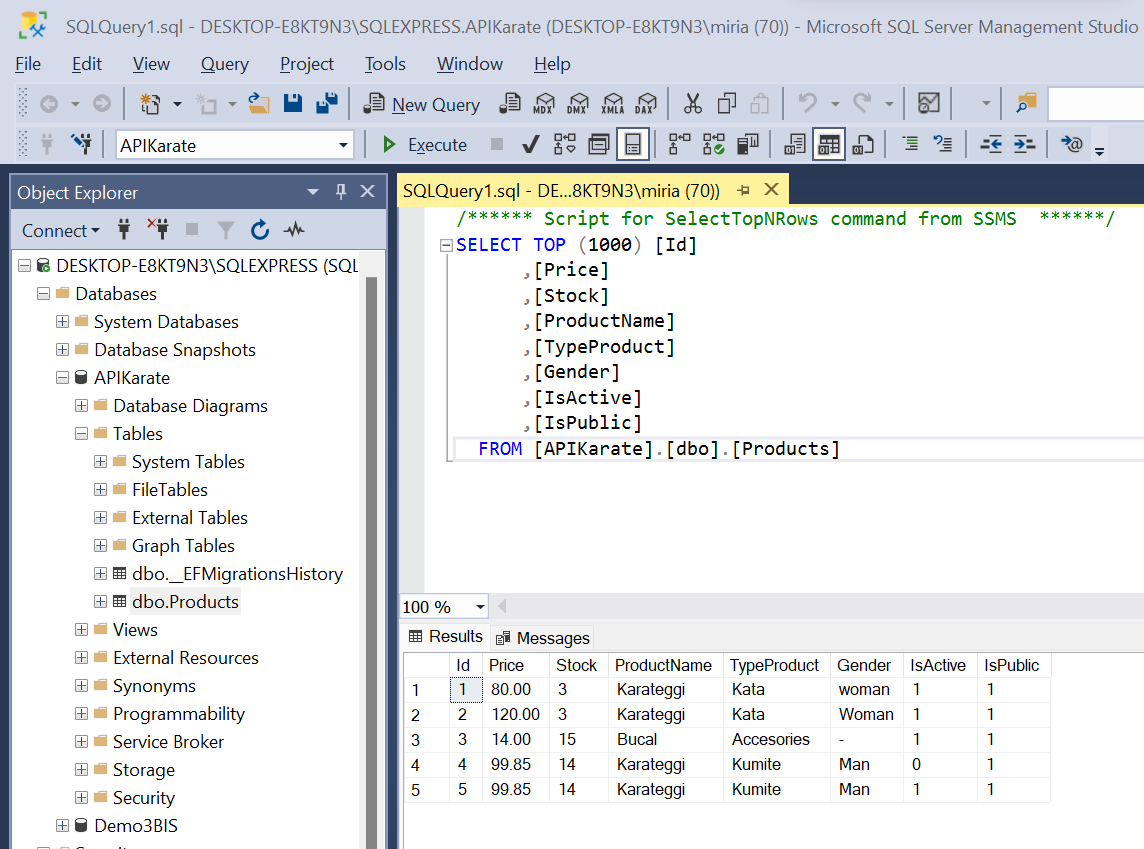 SQLQuery1.sql - DESKTOP-E8KT9N3\SQLEXPRESS.APIKarate (DESKTOP-E8KT9N3\miria (70)) - Microsoft SQL Server Management Studio
File Edit View Query Project Tools Window Help
New Query MDX DMX XMLA DAX
APIKarate Execute
Object Explorer
Connect
DESKTOP-E8KT9N3\SQLEXPRESS (SQL
Databases
System Databases
Database Snapshots
APIKarate
Database Diagrams
Tables
System Tables
FileTables
External Tables
Graph Tables
dbo.__EFMigrationsHistory
dbo.Products
Views
External Resources
Synonyms
Programmability
Service Broker
Storage
Security
Demo3BIS
SQLQuery1.sql - DE...8KT9N3\miria (70))
/****** Script for SelectTopNRows command from SSMS  ******/
SELECT TOP (1000) [Id]
,[Price]
,[Stock]
,[ProductName]
,[TypeProduct]
,[Gender]
,[IsActive]
,[IsPublic]
FROM [APIKarate].[dbo].[Products]
100 %
Results Messages
Id Price Stock ProductName TypeProduct Gender IsActive IsPublic
1 1 80.00 3 Karateggi Kata woman 1 1
2 2 120.00 3 Karateggi Kata Woman 1 1
3 3 14.00 15 Bucal Accesories - 1 1
4 4 99.85 14 Karateggi Kumite Man 0 1
5 5 99.85 14 Karateggi Kumite Man 1 1